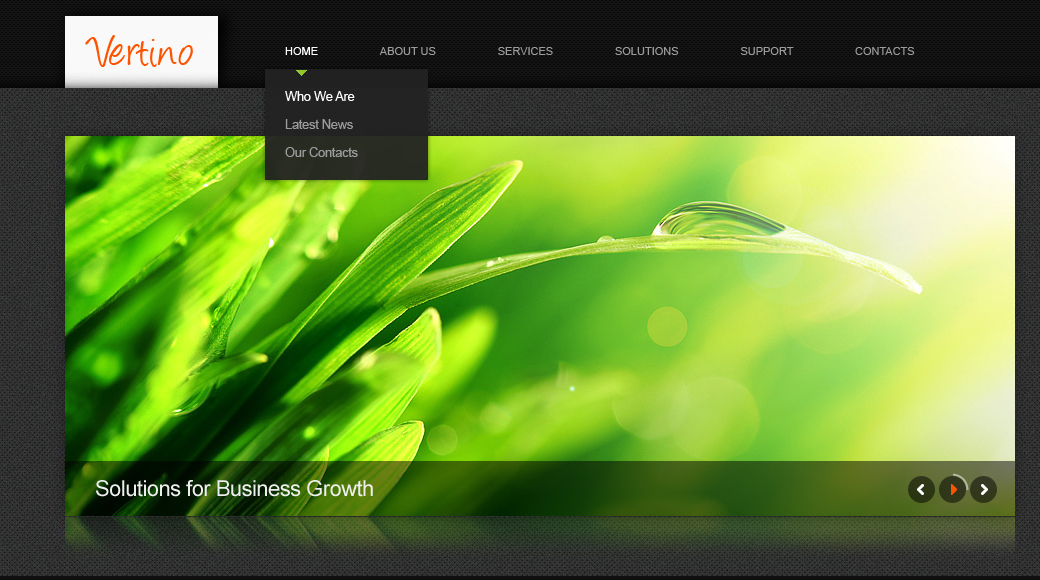 Vertino
HOME ABOUT US SERVICES SOLUTIONS SUPPORT CONTACTS
Who We Are
Latest News
Our Contacts
Solutions for Business Growth